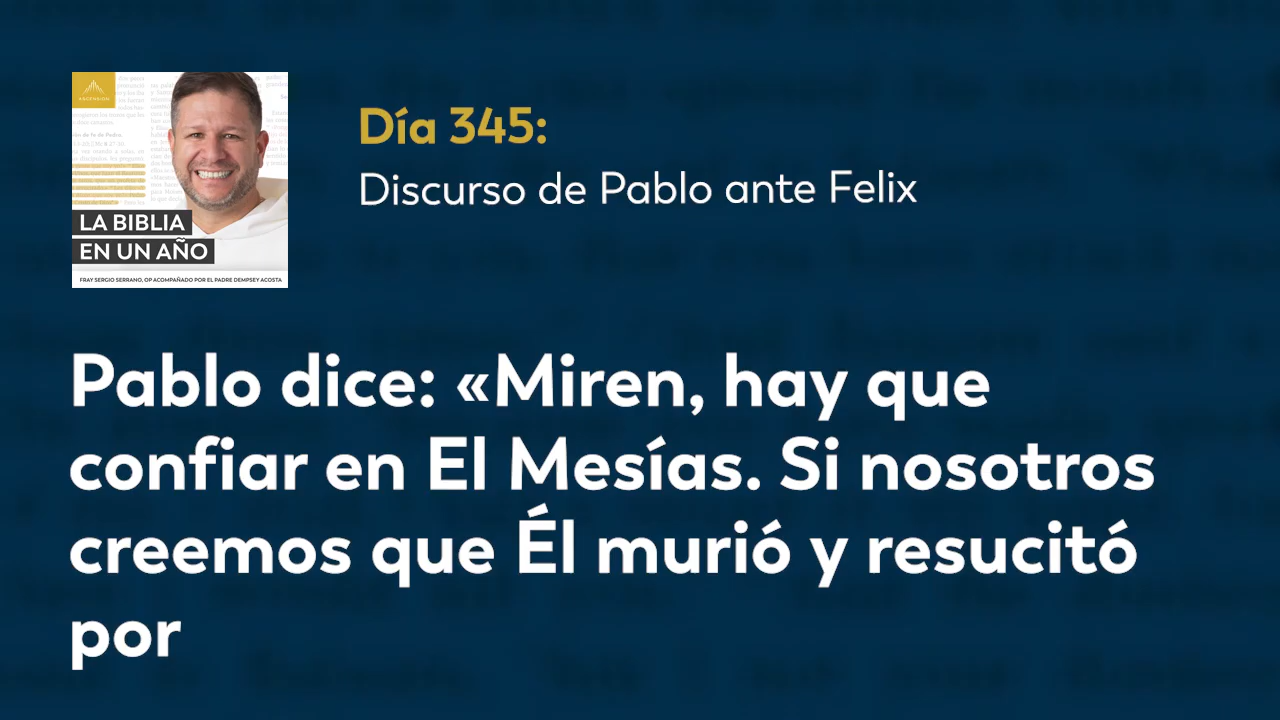 ASCENSION
LA BIBLIA
EN UN AÑO
FRAY SERGIO SERRANO, OP ACOMPAÑADO POR EL PADRE DEMPSEY ACOSTA
Día 345:
Discurso de Pablo ante Felix
Pablo dice: «Miren, hay que
confiar en El Mesías. Si nosotros
creemos que Él murió y resucitó
por